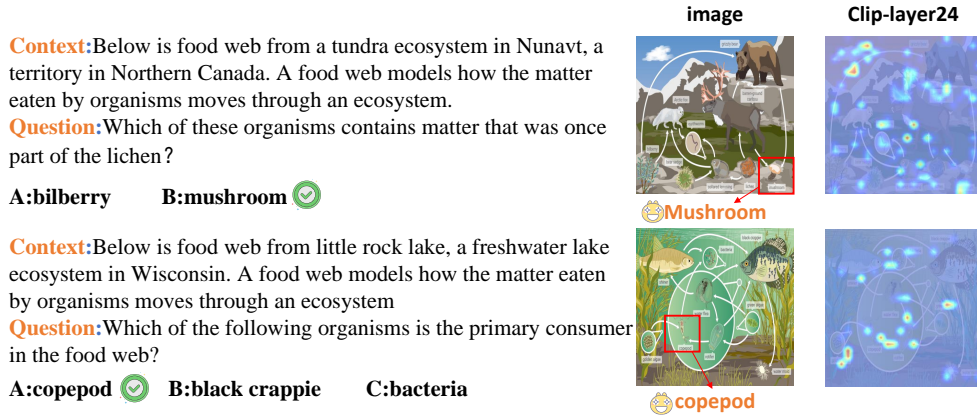 image Clip-layer24
Context:Below is food web from a tundra ecosystem in Nunavt, a
territory in Northern Canada. A food web models how the matter
eaten by organisms moves through an ecosystem.
Question:Which of these organisms contains matter that was once
part of the lichen?
A:bilberry B:mushroom
Mushroom
Context:Below is food web from little rock lake, a freshwater lake
ecosystem in Wisconsin. A food web models how the matter eaten
by organisms moves through an ecosystem
Question:Which of the following organisms is the primary consumer
in the food web?
A:copepod B:black crappie C:bacteria
copepod